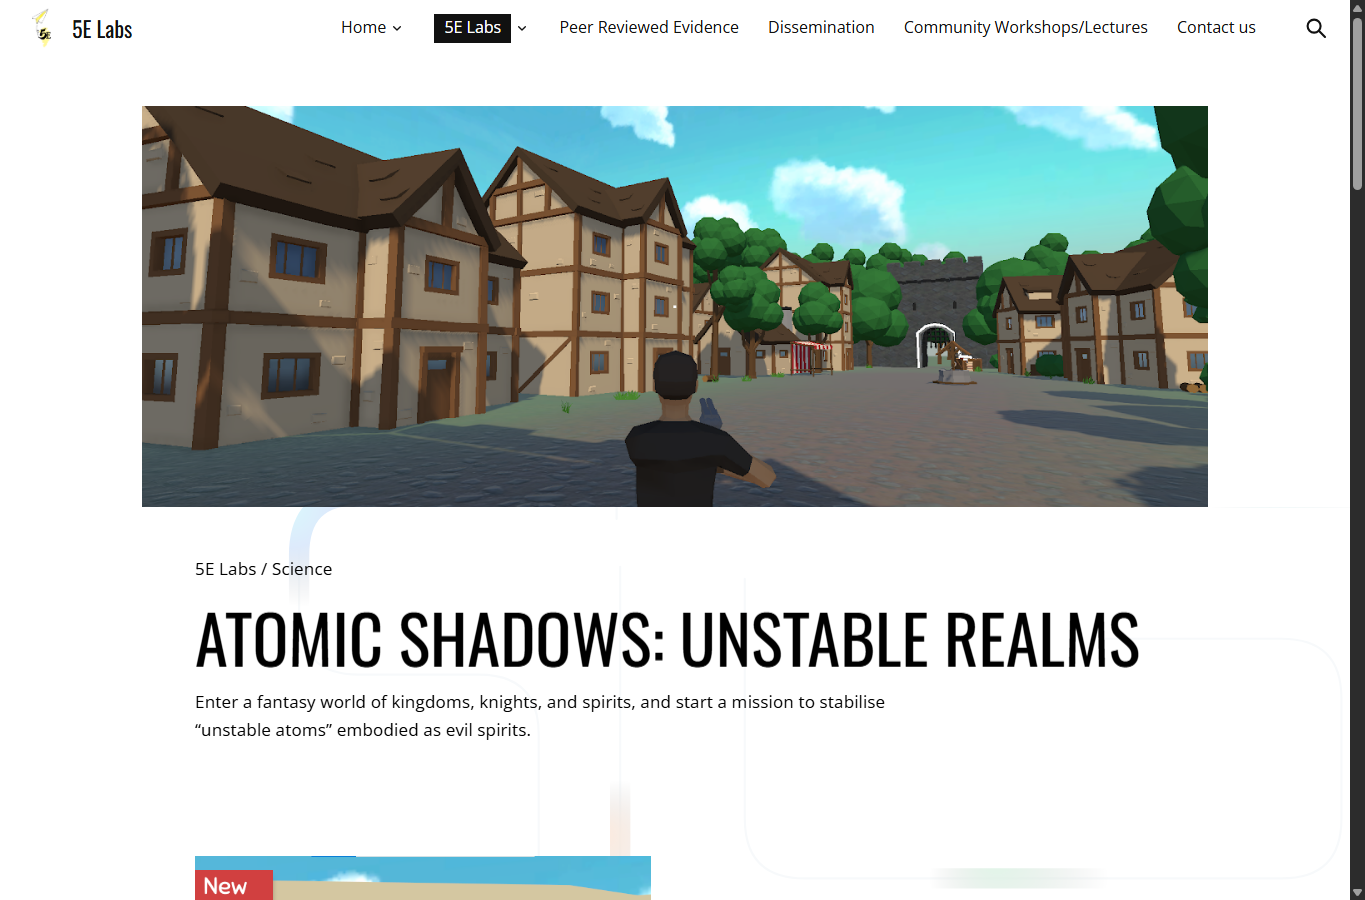 5E
5E Labs
Home
5E Labs
Peer Reviewed Evidence
Dissemination
Community Workshops/Lectures
Contact us
5E Labs / Science
ATOMIC SHADOWS: UNSTABLE REALMS
Enter a fantasy world of kingdoms, knights, and spirits, and start a mission to stabilise
“unstable atoms” embodied as evil spirits.
New